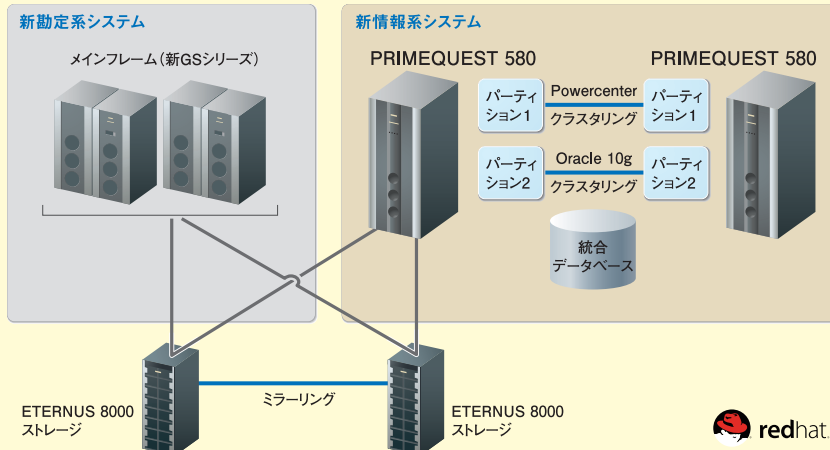 新勘定系システム
メインフレーム（新GSシリーズ）
新情報系システム
PRIMEQUEST 580
PRIMEQUEST 580
パーティ
ション1
Powercenter
クラスタリング
パーティ
ション1
パーティ
ション2
Oracle 10g
クラスタリング
パーティ
ション2
統合
データベース
ETERNUS 8000
ストレージ
ミラーリング
ETERNUS 8000
ストレージ
redhat.